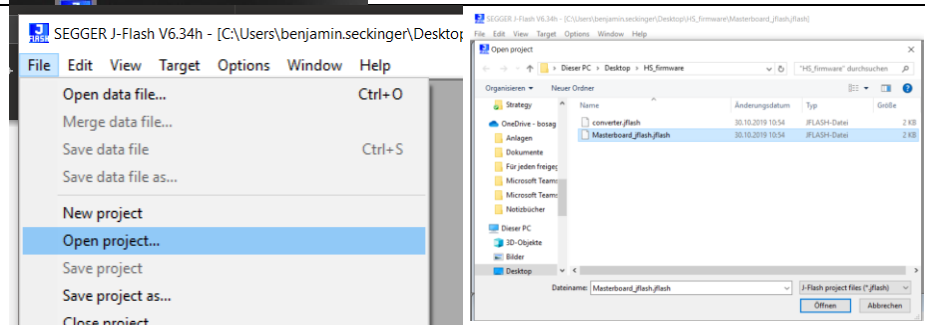 SEGGER J-Flash V6.34h - [C:\Users\benjamin.seckinger\Desktop
File Edit View Target Options Window Help
Open data file... Ctrl+O
Merge data file...
Save data file Ctrl+S
Save data file as...
New project
Open project...
Save project
Save project as...
Close project
SEGGER J-Flash V6.34h - [C:\Users\benjamin.seckinger\Desktop\HS_firmware\Masterboard_jflash.jflash]
File Edit View Target Options Window Help
Open project
Dieser PC > Desktop > HS_firmware
"HS_firmware" durchsuchen
Organisieren Neuer Ordner
Strategy
OneDrive - bosag
Anlagen
Dokumente
Für jeden freigeg
Microsoft Teams
Microsoft Teams
Notizbücher
Dieser PC
3D-Objekte
Bilder
Desktop
Name Änderungsdatum Typ Größe
converter.jflash 30.10.2019 10:54 JFLASH-Datei 2 KB
Masterboard_jflash.jflash 30.10.2019 10:54 JFLASH-Datei 2 KB
Dateiname: Masterboard_jflash.jflash J-Flash project files (*.jflash)
Öffnen Abbrechen